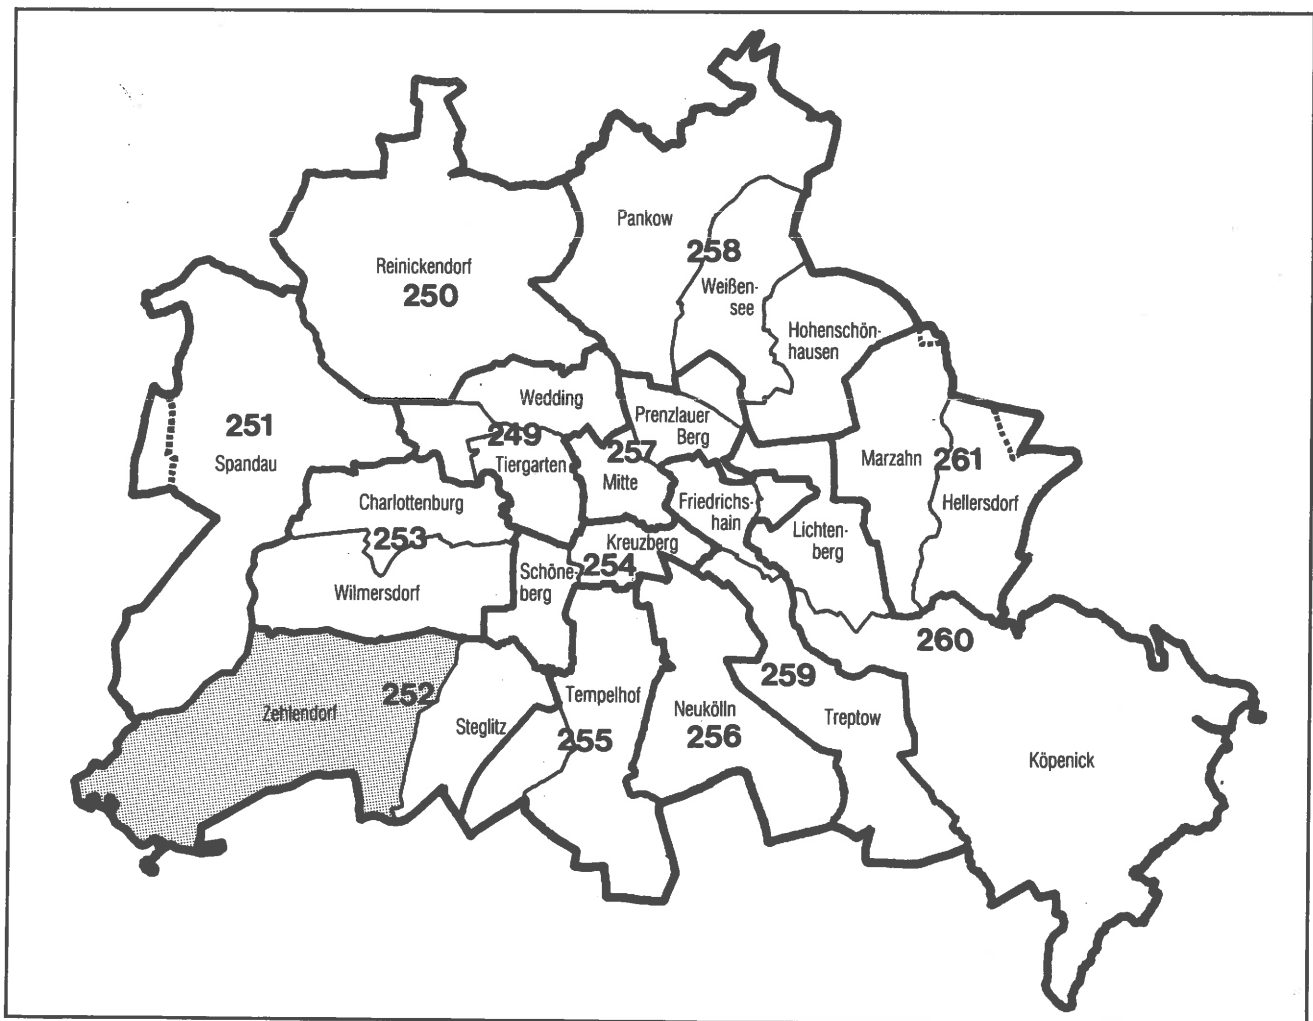 Pankow
258
Reinickendorf
250
Weißen-
see
Hohenschön-
hausen
Wedding
Prenzlauer
Berg
251
Spandau
249
Tiergarten
257
Mitte
Marzahn
261
Hellersdorf
Charlottenburg
253
Wilmersdorf
Friedrichs-
hain
Lichten-
berg
Kreuzberg
254
Schöne-
berg
260
252
Zehlendorf
Steglitz
Tempelhof
255
Neukölln
256
259
Treptow
Köpenick